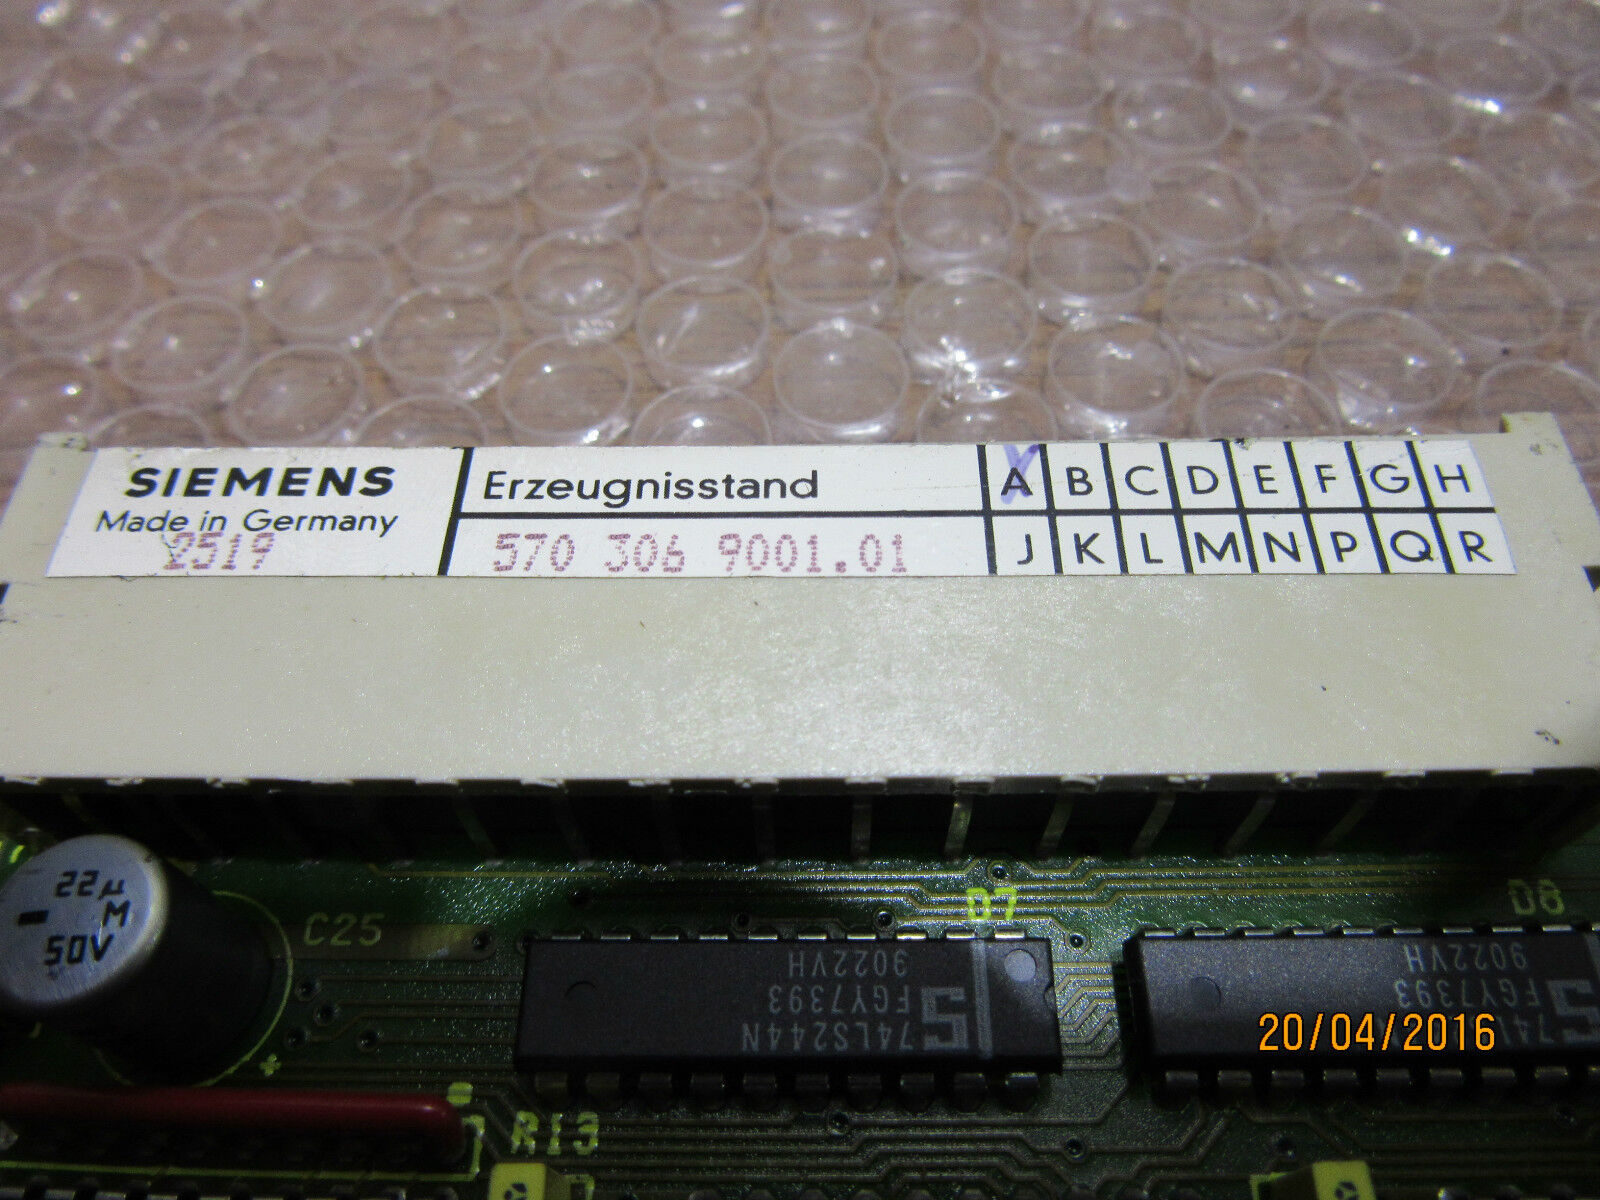 SIEMENS
Made in Germany
Erzeugnisstand
570 306 9001.01
A B C D E F G H
J K L M N P Q R
22µ
M
50V
C25
D7
D8
9022VH
FGY7393
74LS244N
S
9022VH
FGY7393
74L
R13
20/04/2016